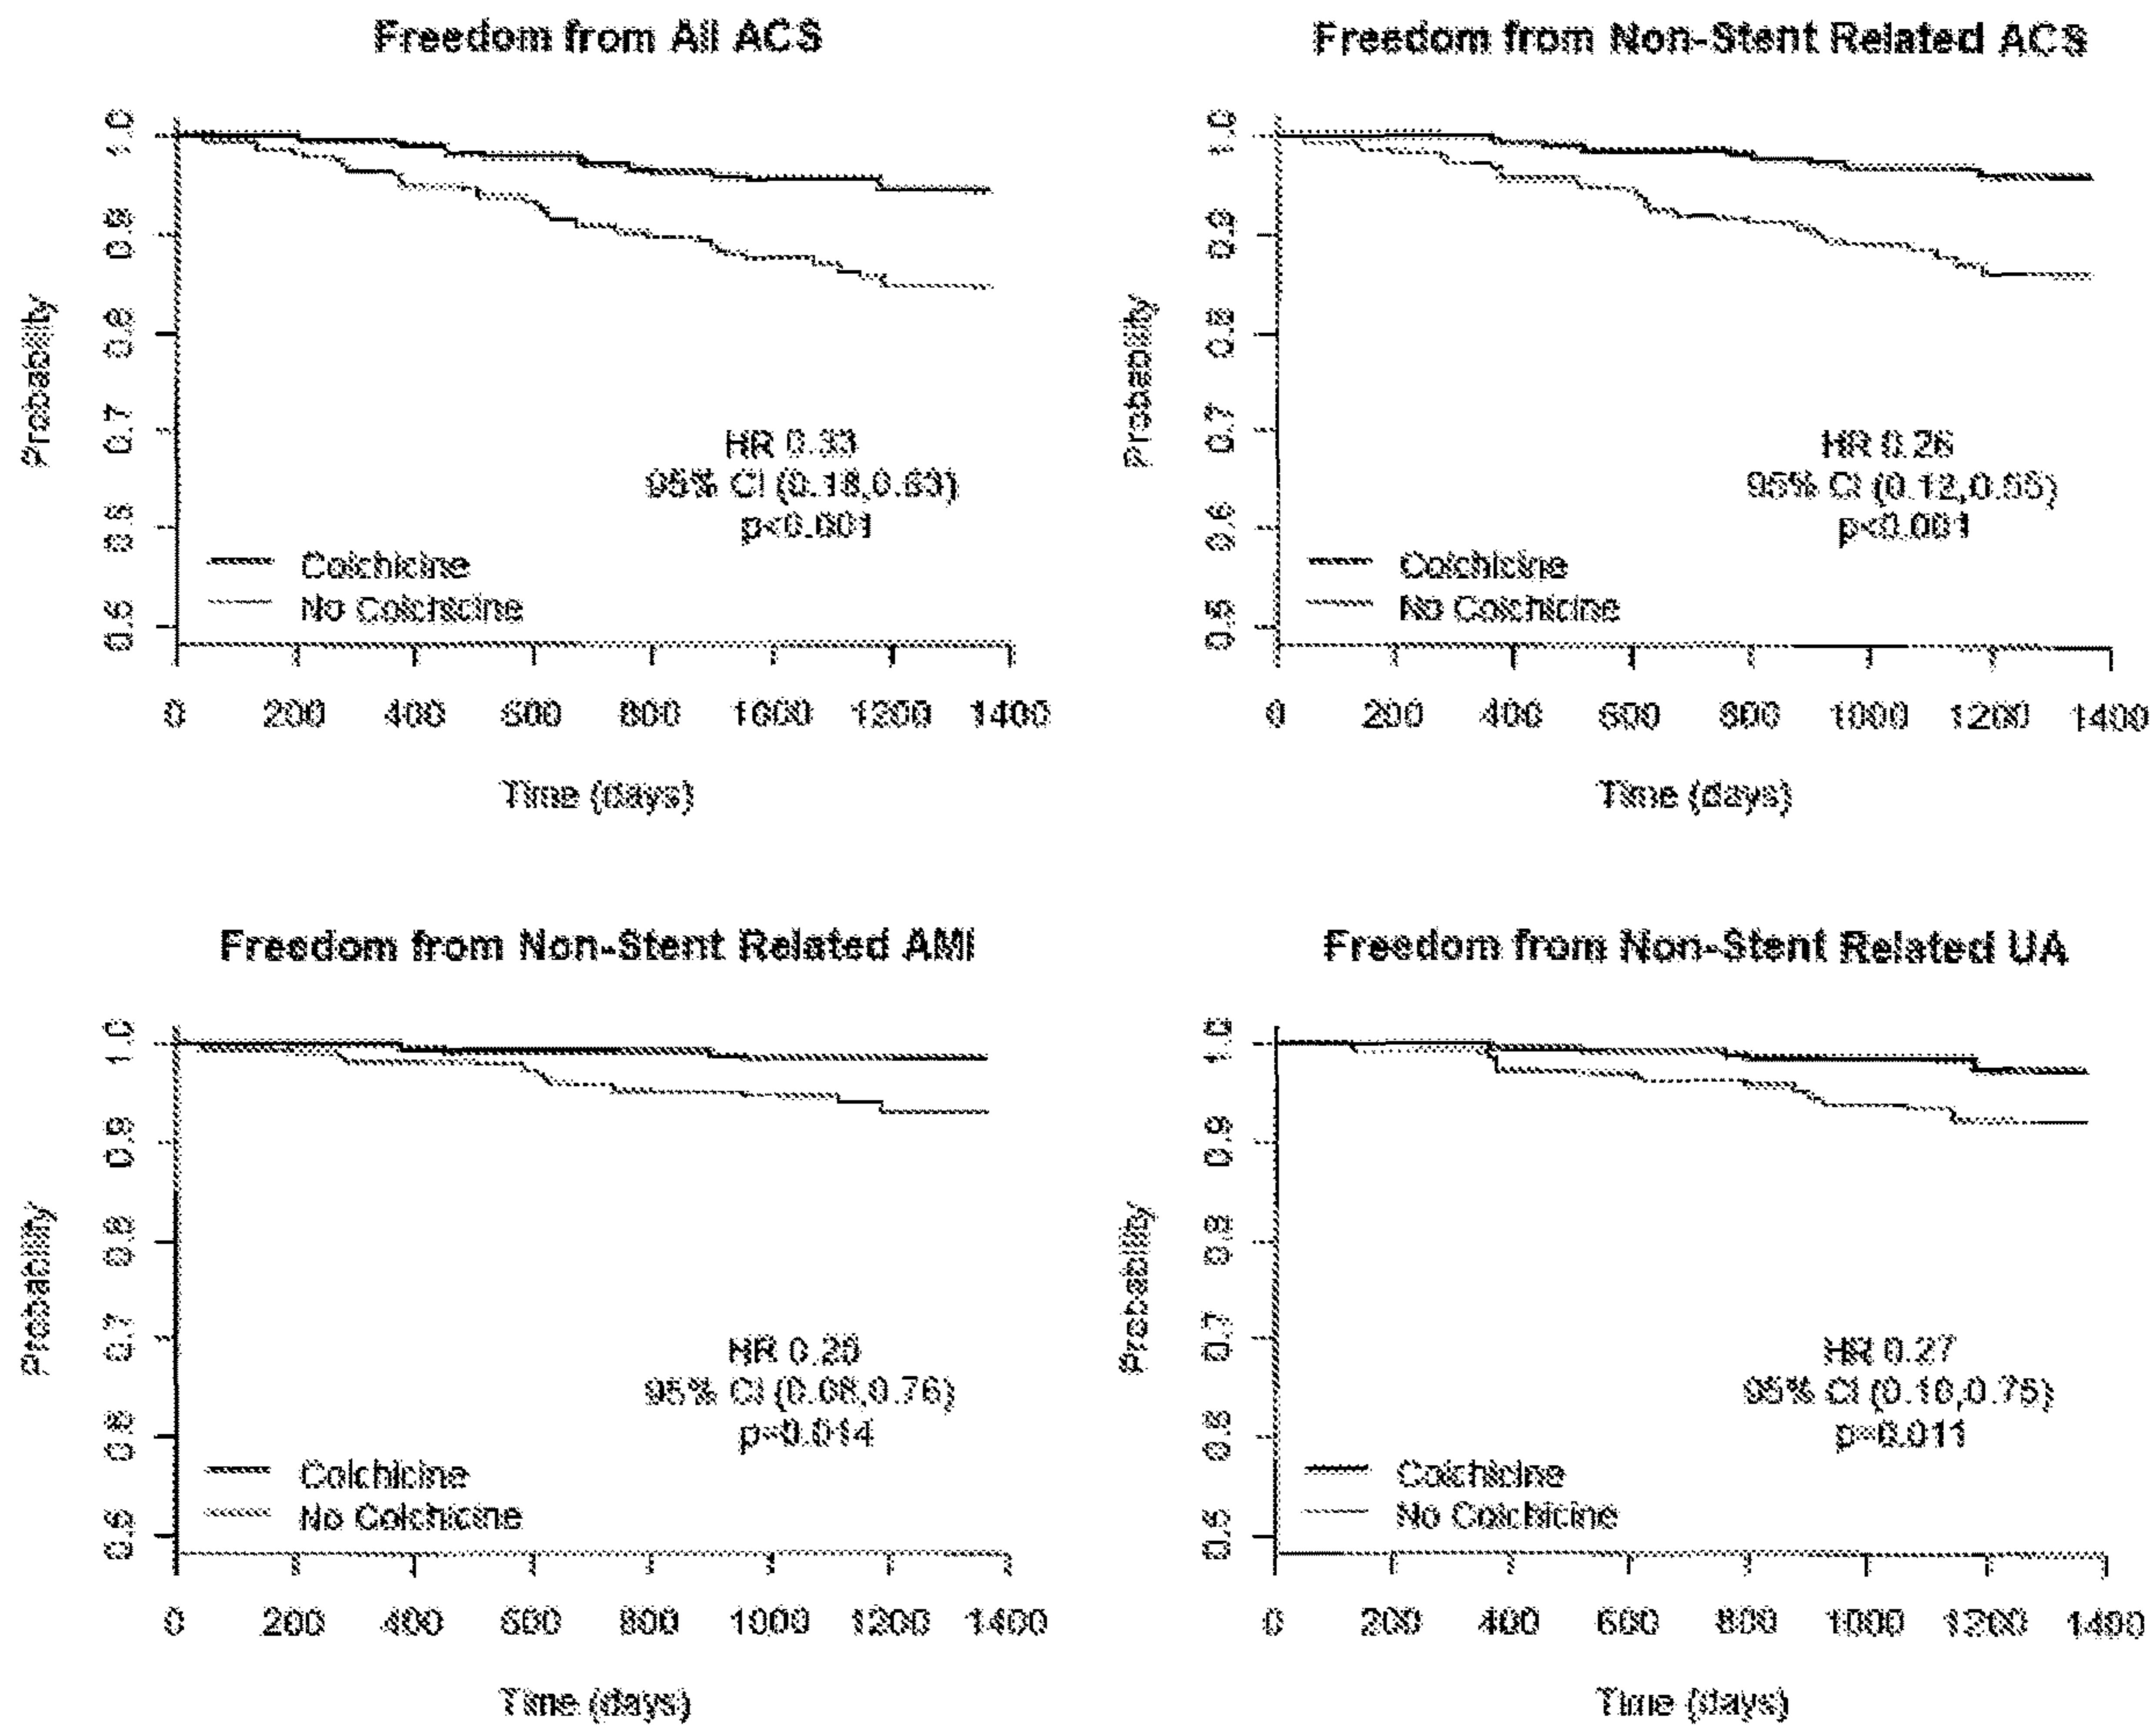 Freedom from All ACS
1.0
0.9
0.8
0.7
0.6
0.5
Probability
HR 0.33
95% CI (0.18,0.63)
p<0.001
Colchicine
No Colchicine
0 200 400 600 800 1000 1200 1400
Time (days)
Freedom from Non-Stent Related ACS
1.0
0.9
0.8
0.7
0.6
0.5
Probability
HR 0.26
95% CI (0.12,0.55)
p<0.001
Colchicine
No Colchicine
0 200 400 600 800 1000 1200 1400
Time (days)
Freedom from Non-Stent Related AMI
1.0
0.9
0.8
0.7
0.6
0.5
Probability
HR 0.20
95% CI
p=0.014
Colchicine
No Colchicine
0 200 400 600 800 1000 1200 1400
Time (days)
Freedom from Non-Stent Related UA
1.0
0.9
0.8
0.7
0.6
0.5
Probability
HR 0.27
95% CI (0.10,0.75)
p=0.011
Colchicine
No Colchicine
0 200 400 600 800 1000 1200 1400
Time (days)